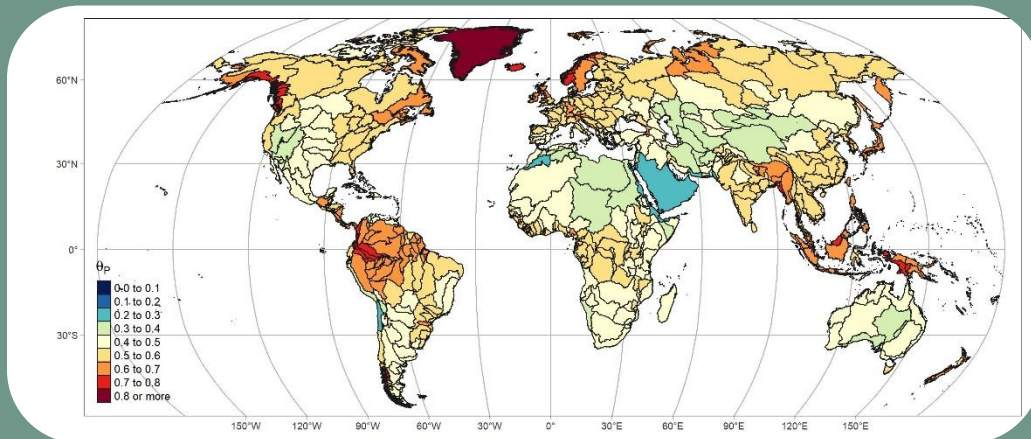 60°N
30°N
0°
30°S
θP
0-0 to 0.1
0.1 to 0.2
0.2 to 0.3
0.3 to 0.4
0.4 to 0.5
0.5 to 0.6
0.6 to 0.7
0.7 to 0.8
0.8 or more
150°W 120°W 90°W 60°W 30°W 0° 30°E 60°E 90°E 120°E 150°E